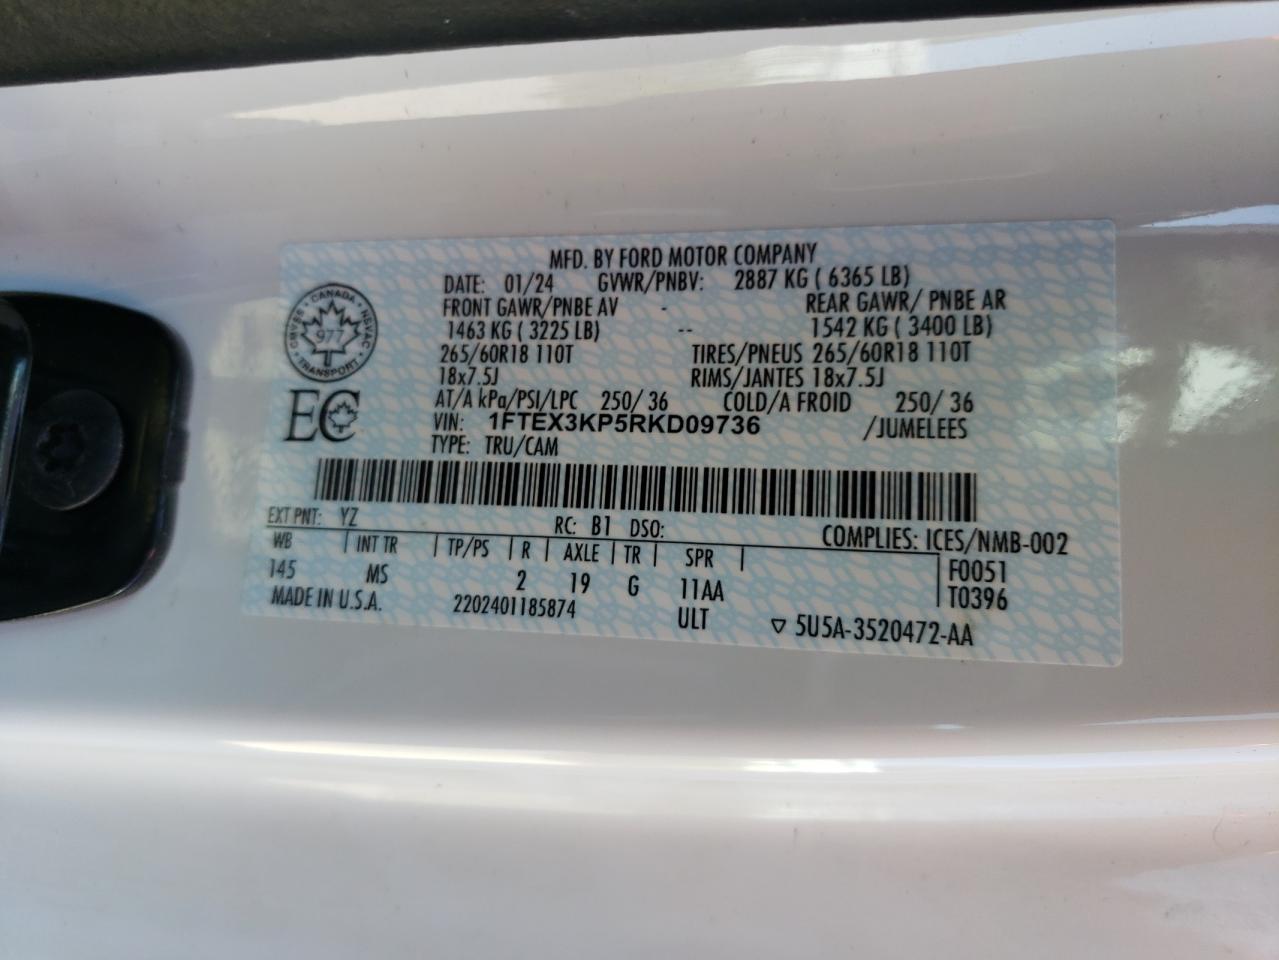 MFD. BY FORD MOTOR COMPANY
DATE: 01/24 GVWR/PNBV: 2887 KG ( 6365 LB)
FRONT GAWR/PNBE AV - REAR GAWR/ PNBE AR
1463 KG ( 3225 LB) -- 1542 KG ( 3400 LB)
265/60R18 110T TIRES/PNEUS 265/60R18 110T
18x7.5J RIMS/JANTES 18x7.5J
AT/A kPa/PSI/LPC 250/ 36 COLD/A FROID 250/ 36
VIN: 1FTEX3KP5RKD09736 /JUMELEES
TYPE: TRU/CAM
CANADA
CMVSS NSVAC
977
TRANSPORT
EC
EXT PNT: YZ RC: B1 DSO: COMPLIES: ICES/NMB-002
WB | INT TR | TP/PS | R | AXLE | TR | SPR | F0051
145 MS 2 19 G 11AA T0396
MADE IN U.S.A. 2202401185874 ULT ▽ 5U5A-3520472-AA